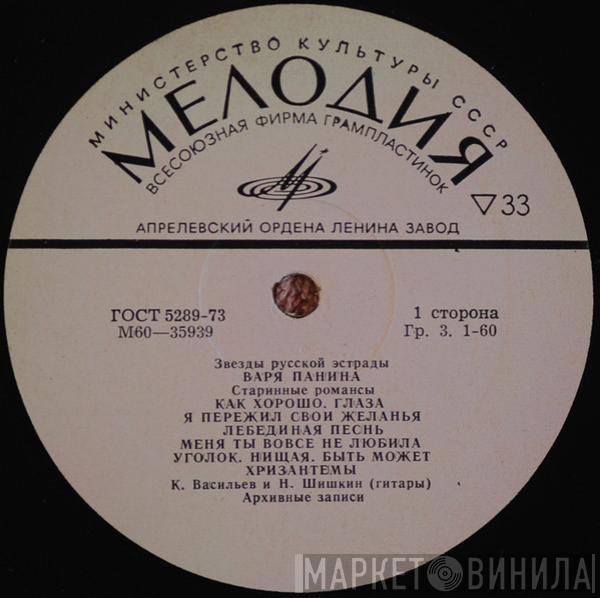 МИНИСТЕРСТВО КУЛЬТУРЫ СССР
МЕЛОДИЯ
ВСЕСОЮЗНАЯ ФИРМА ГРАМПЛАСТИНОК
▽33
АПРЕЛЕВСКИЙ ОРДЕНА ЛЕНИНА ЗАВОД
ГОСТ 5289-73
М60—35939
1 сторона
Гр. 3. 1-60
Звезды русской эстрады
ВАРЯ ПАНИНА
Старинные романсы
КАК ХОРОШО. ГЛАЗА
Я ПЕРЕЖИЛ СВОИ ЖЕЛАНЬЯ
ЛЕБЕДИНАЯ ПЕСНЬ
МЕНЯ ТЫ ВОВСЕ НЕ ЛЮБИЛА
УГОЛОК. НИЩАЯ. БЫТЬ МОЖЕТ
ХРИЗАНТЕМЫ
К. Васильев и Н. Шишкин (гитары)
Архивные записи
МАРКЕТ ВИНИЛА